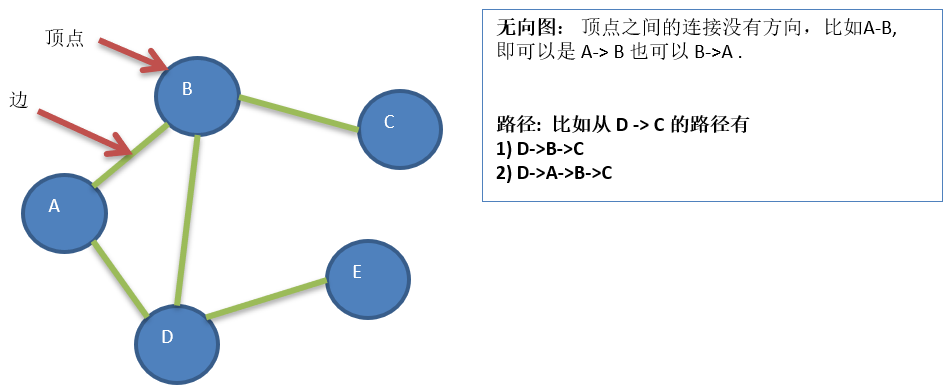 顶点
边
B
C
A
E
D
无向图： 顶点之间的连接没有方向，比如A-B,
即可以是 A-> B 也可以 B->A .
路径: 比如从 D -> C 的路径有
1) D->B->C
2) D->A->B->C